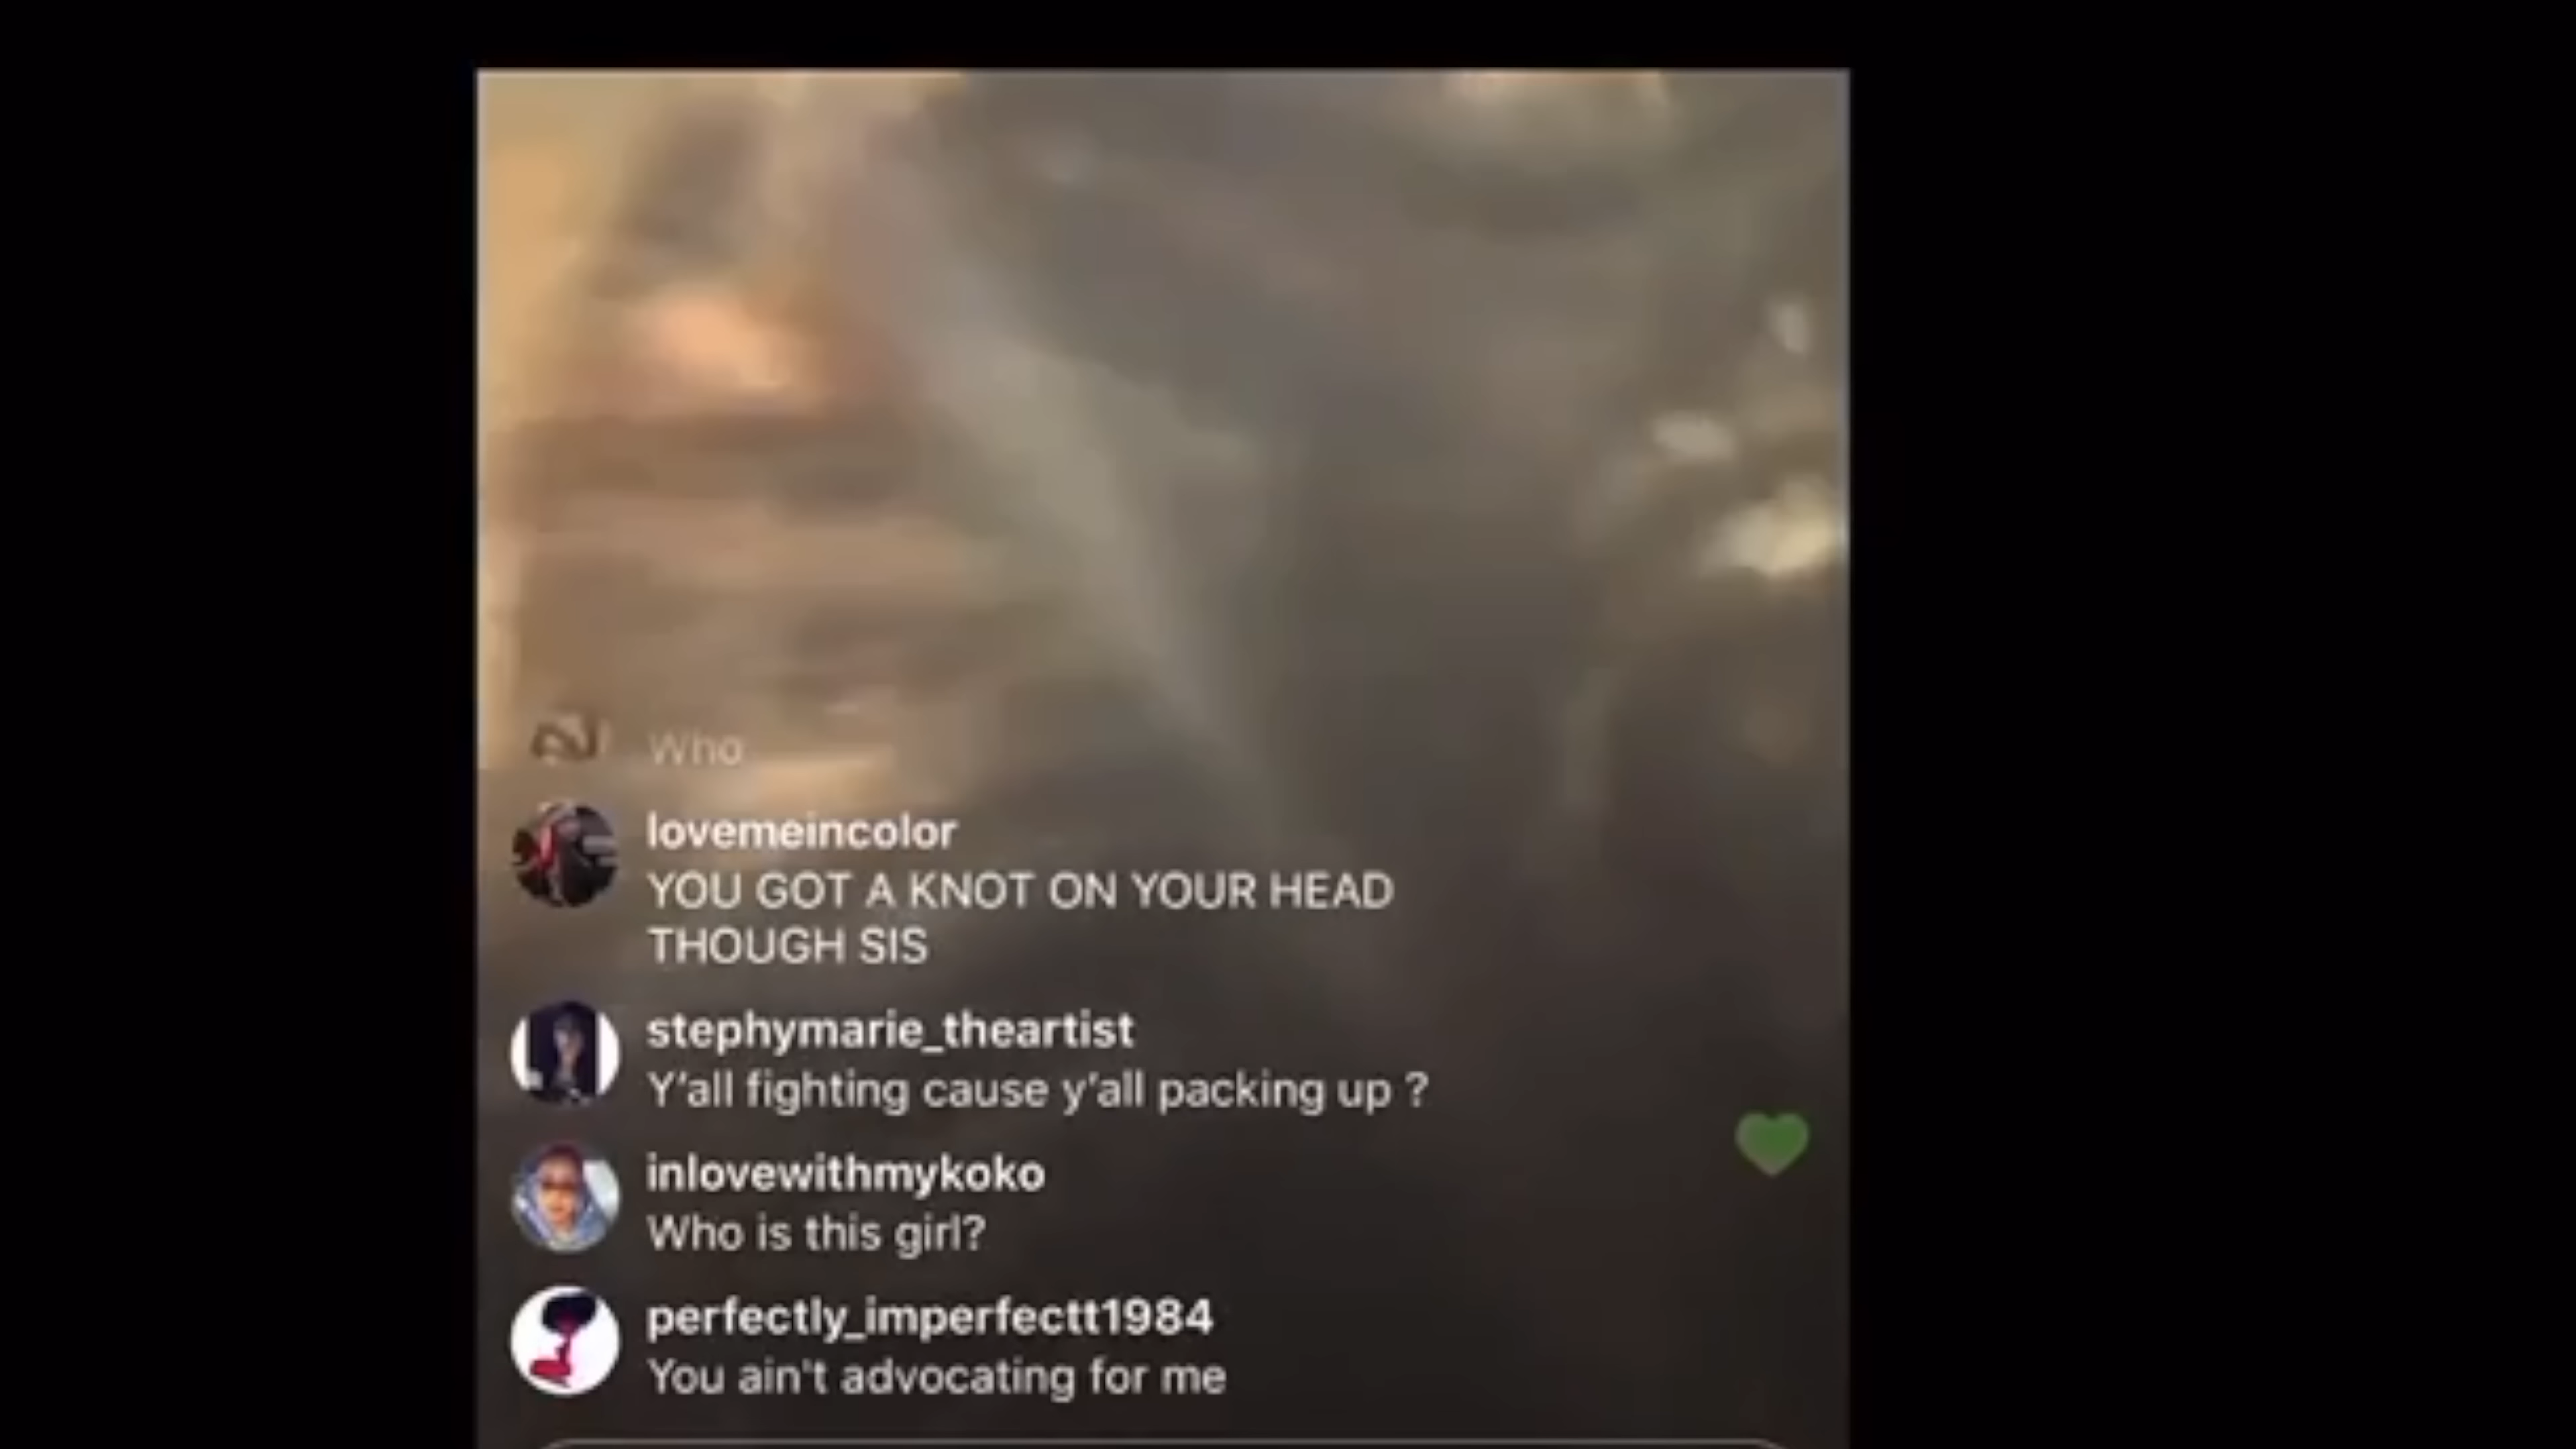 Who
lovemeincolor
YOU GOT A KNOT ON YOUR HEAD
THOUGH SIS
stephymarie_theartist
Y'all fighting cause y'all packing up ?
inlovewithmykoko
Who is this girl?
perfectly_imperfectt1984
You ain't advocating for me